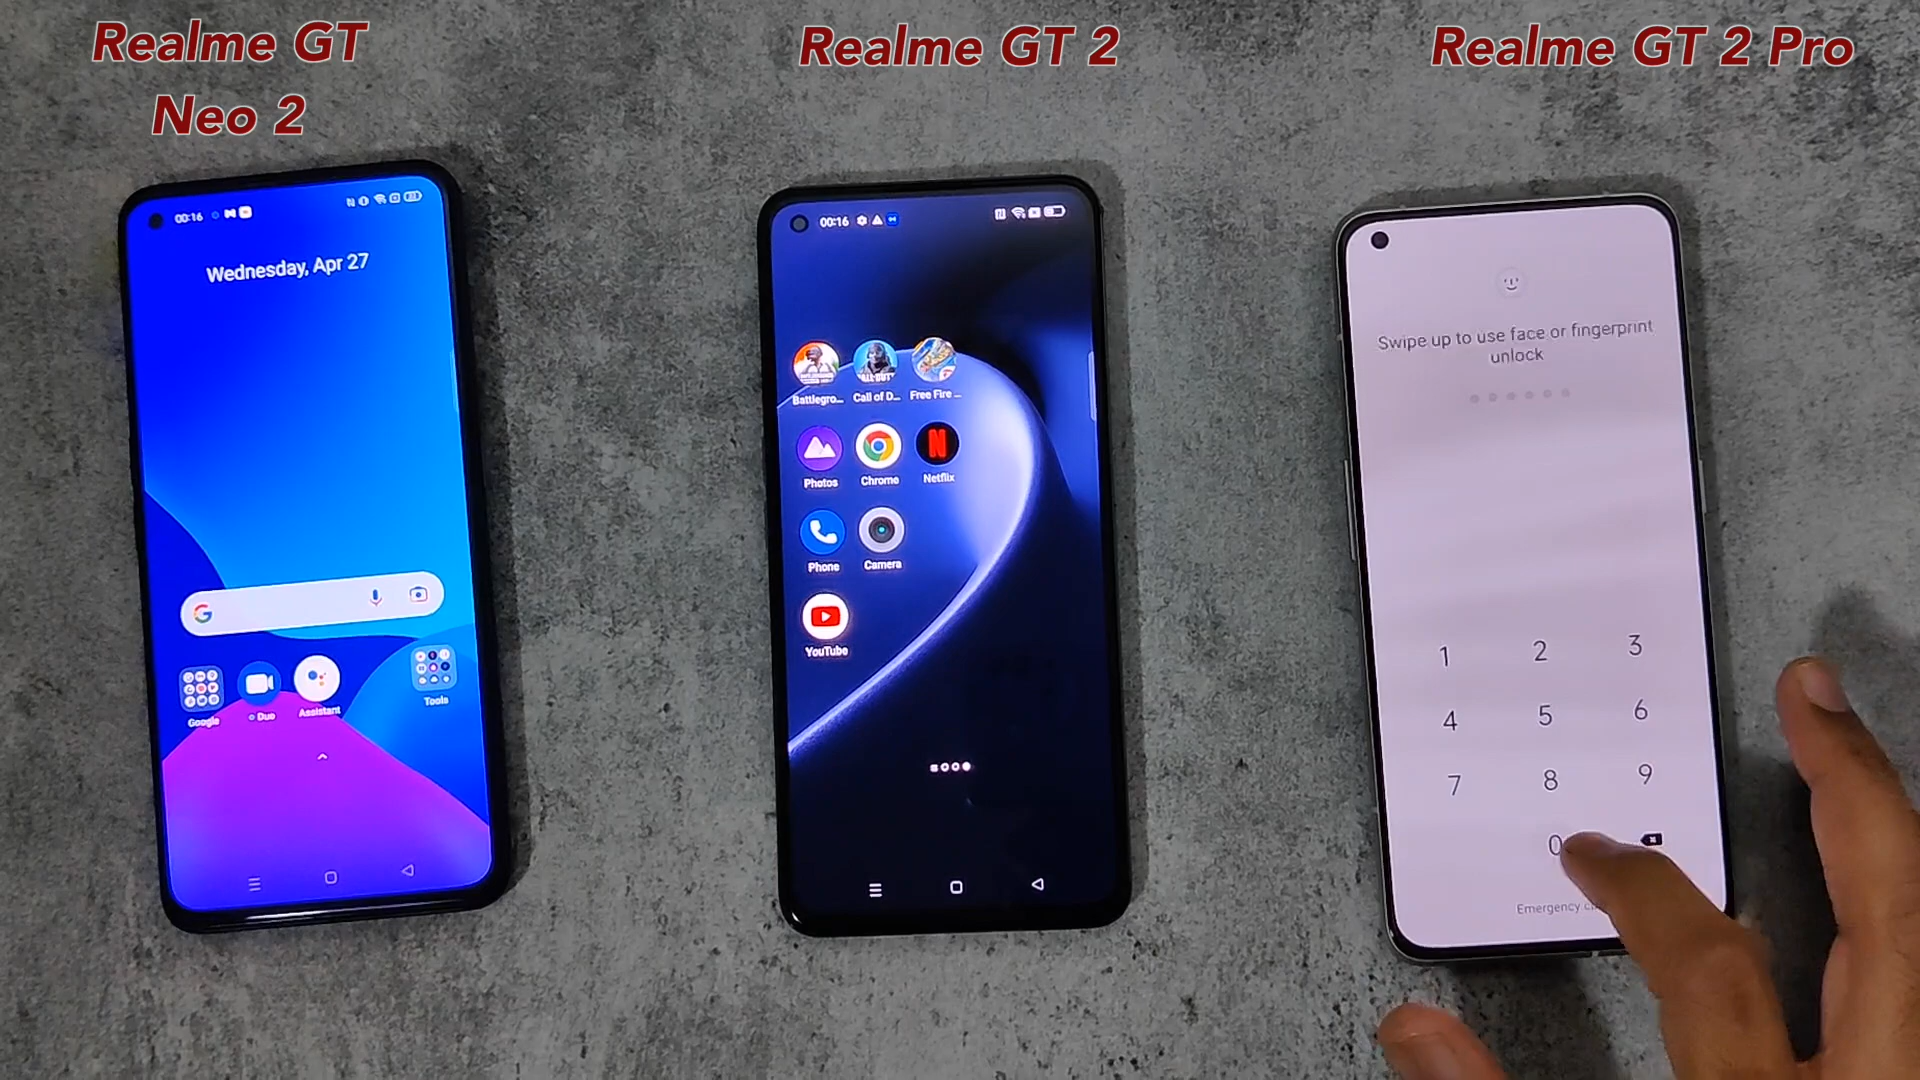 Realme GT
Neo 2
Realme GT 2
Realme GT 2 Pro
00:16
Wednesday, Apr 27
Google
Duo
Assistant
Tools
00:16
Battlegro...
Call of D...
Free Fire ...
Photos
Chrome
Netflix
Phone
Camera
YouTube
Swipe up to use face or fingerprint
unlock
1 2 3
4 5 6
7 8 9
0
Emergency